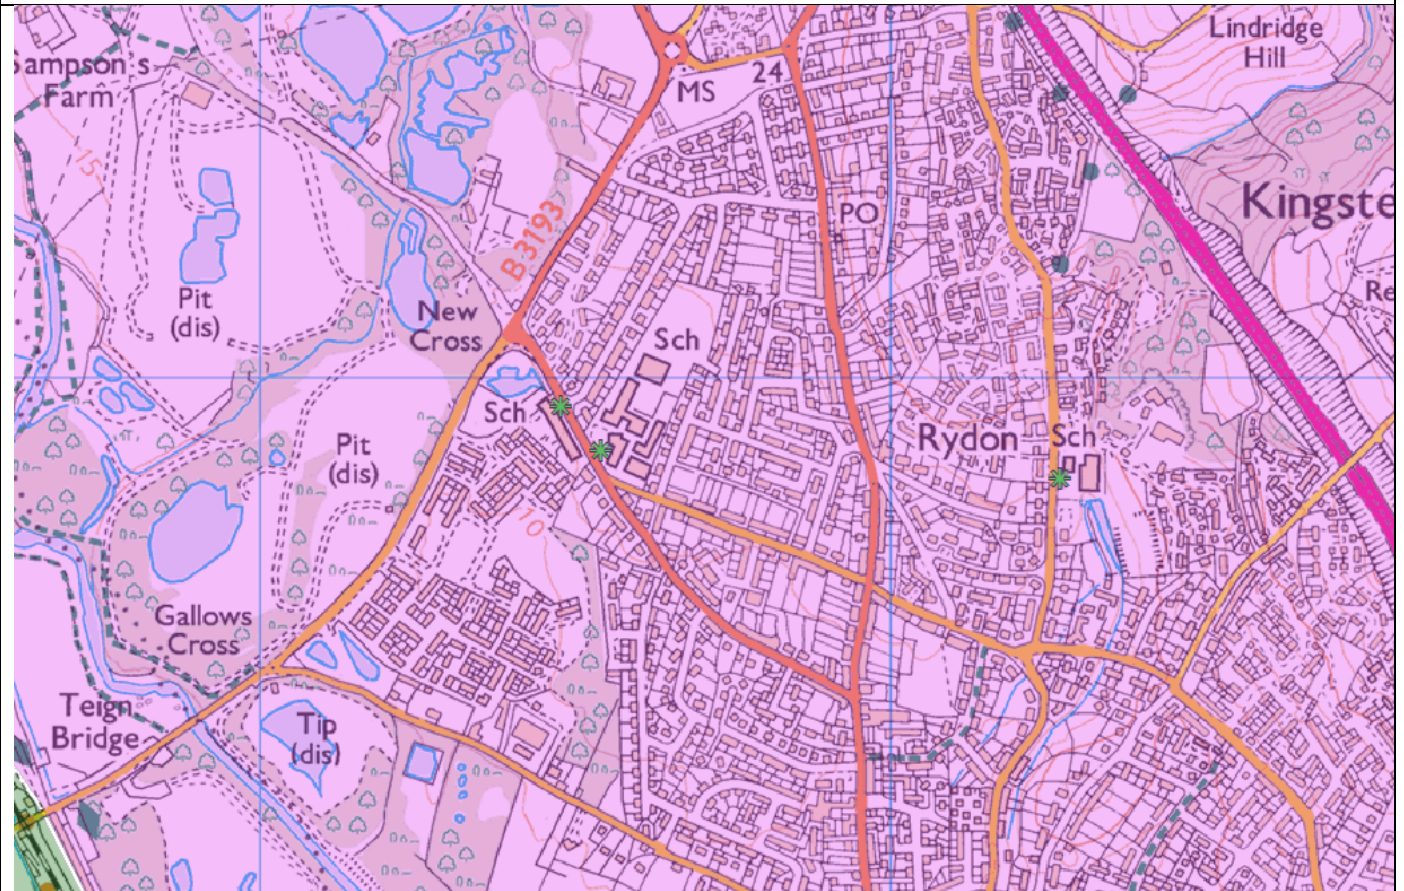 Lindridge
Hill
Sampson's
Farm
24
MS
15
Kingste
PO
B 3193
Pit
(dis)
New
Cross
Re
Sch
Sch
Rydon
Sch
Pit
(dis)
10
Gallows
Cross
Teign
Bridge
Tip
(dis)